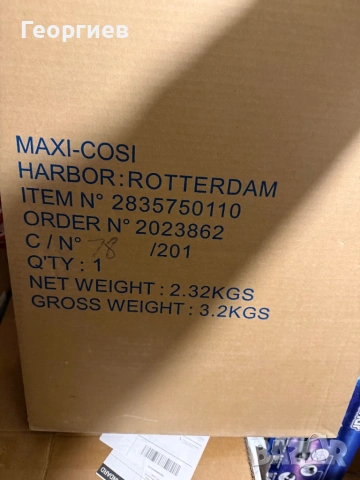 Георгиев
MAXI-COSI
HARBOR:ROTTERDAM
ITEM N° 2835750110
ORDER N° 2023862
C / N° 78 /201
Q'TY : 1
NET WEIGHT : 2.32KGS
GROSS WEIGHT : 3.2KGS